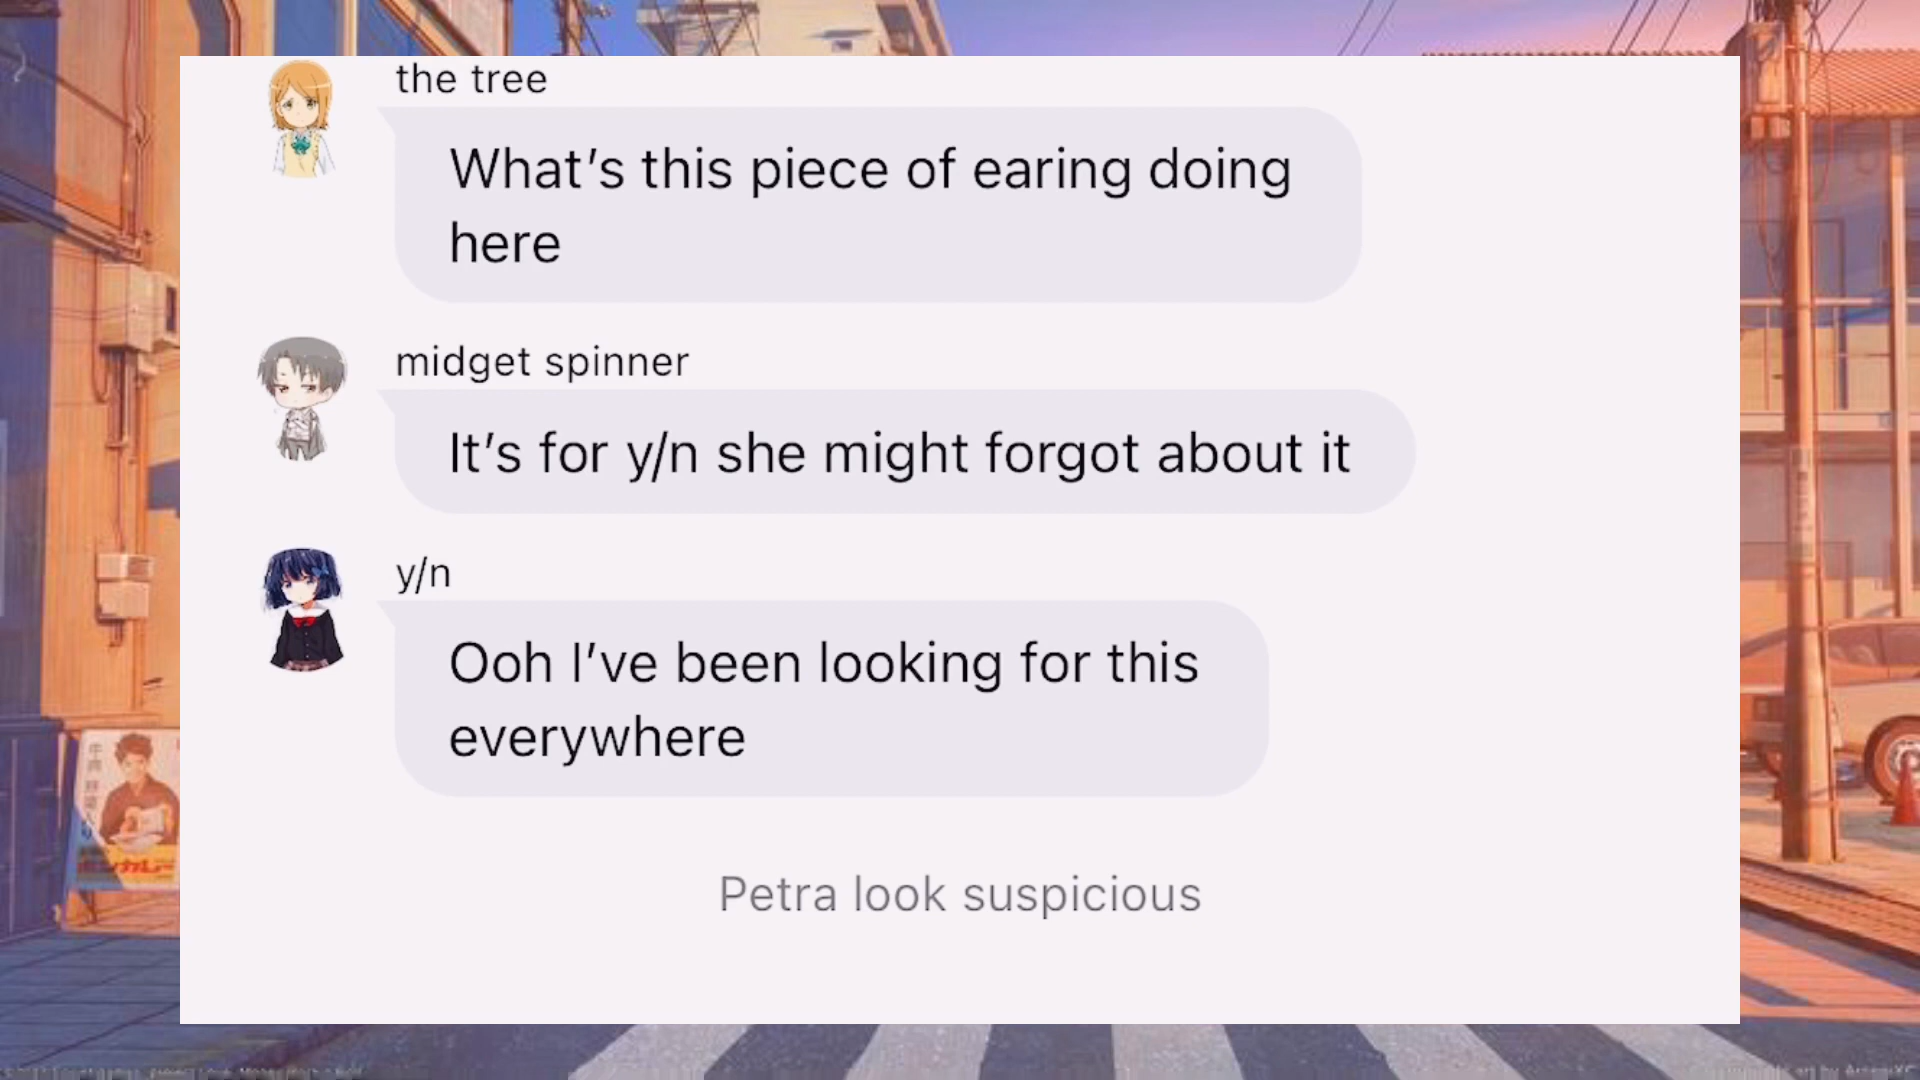 the tree
What’s this piece of earing doing
here
midget spinner
It’s for y/n she might forgot about it
y/n
Ooh I’ve been looking for this
everywhere
Petra look suspicious